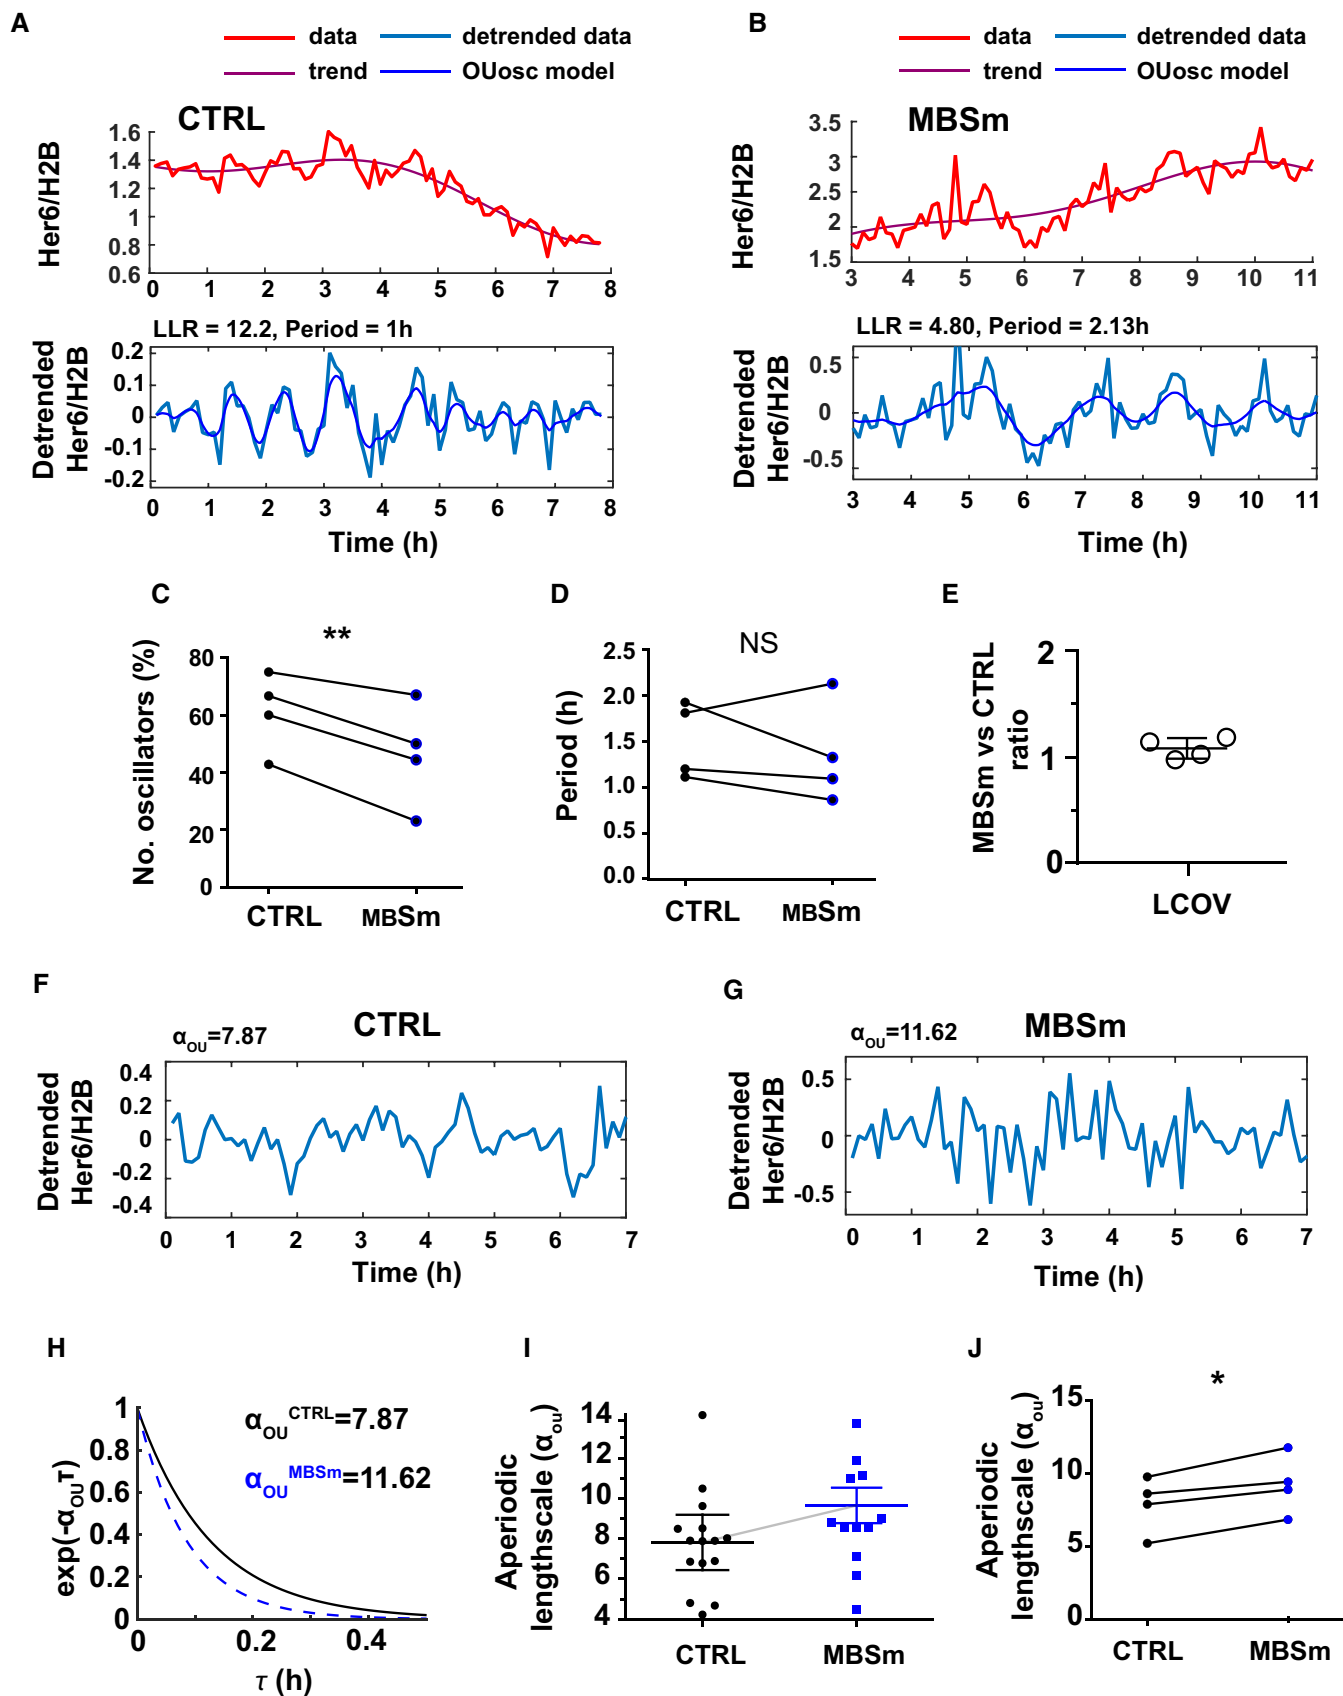 A
data
detrended data
trend
OUosc model
CTRL
Her6/H2B
1.6
1.4
1.2
1
0.8
0.6
0 1 2 3 4 5 6 7 8
LLR = 12.2, Period = 1h
Detrended
Her6/H2B
0.2
0.1
0
-0.1
-0.2
0 1 2 3 4 5 6 7 8
Time (h)
B
data
detrended data
trend
OUosc model
MBSm
Her6/H2B
3.5
3
2.5
2
1.5
3 4 5 6 7 8 9 10 11
LLR = 4.80, Period = 2.13h
Detrended
Her6/H2B
0.5
0
-0.5
3 4 5 6 7 8 9 10 11
Time (h)
C
**
No. oscillators (%)
80
60
40
20
0
CTRL MBSm
D
NS
Period (h)
2.5
2.0
1.5
1.0
0.5
0.0
CTRL MBSm
E
MBSm vs CTRL
ratio
2
1
0
LCOV
F
αOU=7.87
CTRL
Detrended
Her6/H2B
0.4
0.2
0
-0.2
-0.4
0 1 2 3 4 5 6 7
Time (h)
G
αOU=11.62
MBSm
Detrended
Her6/H2B
0.5
0
-0.5
0 1 2 3 4 5 6 7
Time (h)
H
exp(-αOUτ)
1
0.8
0.6
0.4
0.2
0
αOUCTRL=7.87
αOUMBSm=11.62
0 0.2 0.4
τ (h)
I
Aperiodic
lengthscale (αOU)
14
12
10
8
6
4
CTRL MBSm
J
*
Aperiodic
lengthscale (αOU)
15
10
5
0
CTRL MBSm